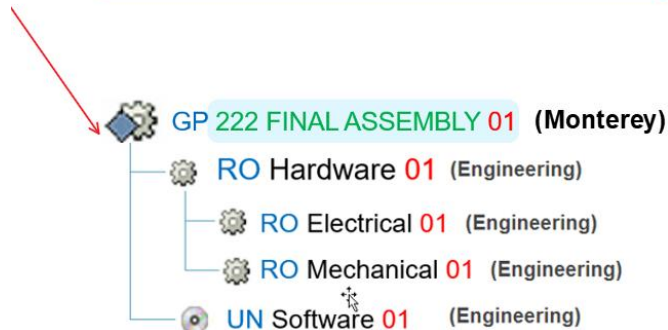 GP 222 FINAL ASSEMBLY 01 (Monterey)
RO Hardware 01 (Engineering)
RO Electrical 01 (Engineering)
RO Mechanical 01 (Engineering)
UN Software 01 (Engineering)